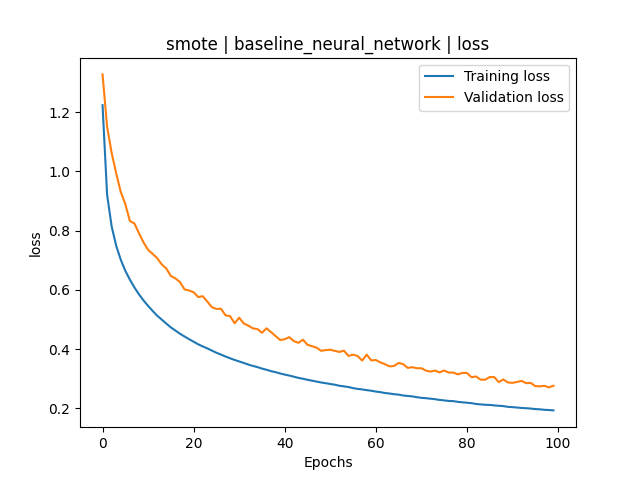 smote | baseline_neural_network | loss
Training loss
Validation loss
1.2
1.0
0.8
0.6
0.4
0.2
loss
0 20 40 60 80 100
Epochs